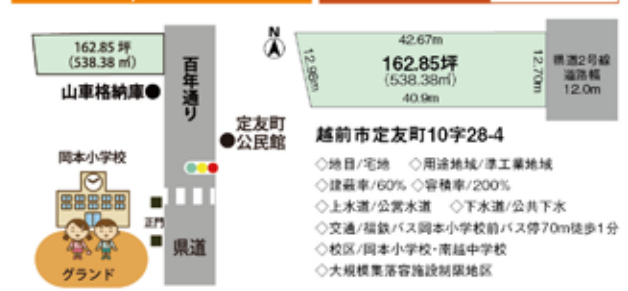 162.85坪
(538.38㎡)
山車格納庫●
百年通り
定友町
●公民館
岡本小学校
正門
グランド
県道
N
42.67m
12.98m
162.85坪
(538.38㎡)
12.70m
40.9m
県道2号線
道路幅
12.0m
越前市定友町10字28-4
◇地目/宅地 ◇用途地域/準工業地域
◇建蔽率/60% ◇容積率/200%
◇上水道/公営水道 ◇下水道/公共下水
◇交通/福鉄バス岡本小学校前バス停70m徒歩1分
◇校区/岡本小学校・南越中学校
◇大規模集落容施設制限地区